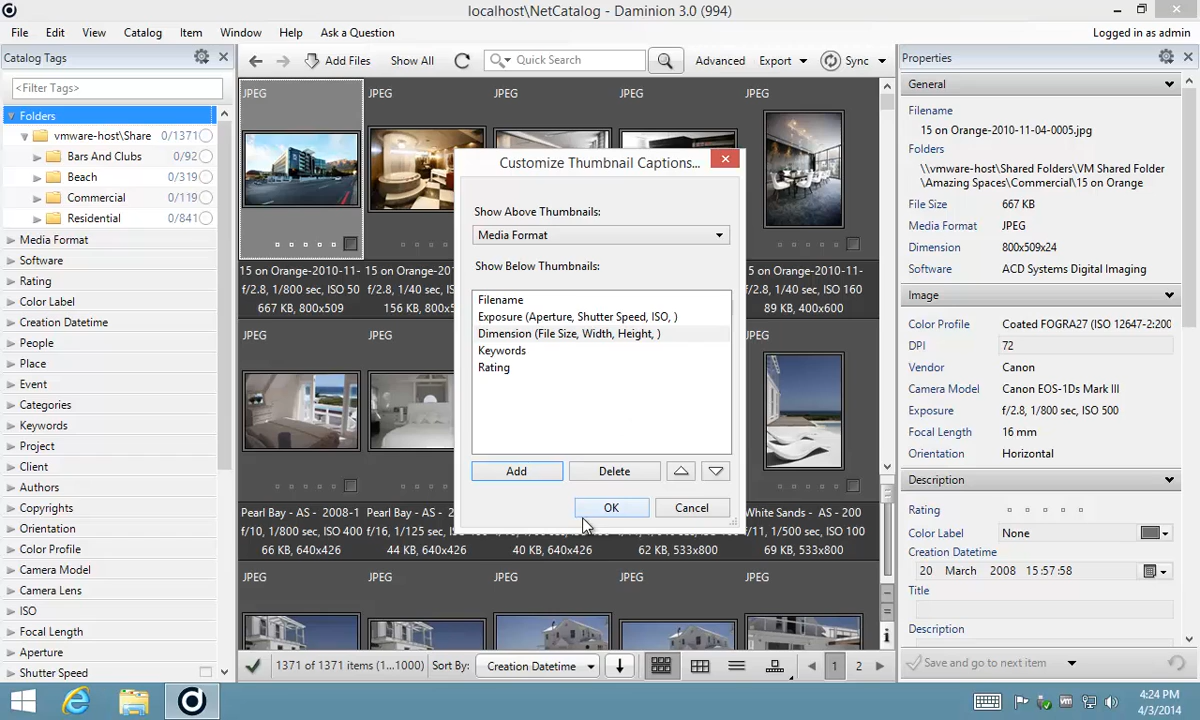 localhost\NetCatalog - Daminion 3.0 (994)
File Edit View Catalog Item Window Help Ask a Question
Logged in as admin
Catalog Tags
<Filter Tags>
Folders
vmware-host\Share 0/1371
Bars And Clubs 0/92
Beach 0/319
Commercial 0/119
Residential 0/841
Media Format
Software
Rating
Color Label
Creation Datetime
People
Place
Event
Categories
Keywords
Project
Client
Authors
Copyrights
Orientation
Color Profile
Camera Model
Camera Lens
ISO
Focal Length
Aperture
Shutter Speed
Add Files Show All Quick Search Advanced Export Sync
JPEG JPEG JPEG JPEG JPEG
15 on Orange-2010-11- 15 on Or 15 on Orange-2010-11-
f/2.8, 1/800 sec, ISO 50 f/2.8, 1/40 f/2.8, 1/40 sec, ISO 160
667 KB, 800x509 156 KB, 8 89 KB, 400x600
JPEG JPEG JPEG
Pearl Bay - AS - 2008-1 Pearl Bay White Sands - AS - 200
f/10, 1/800 sec, ISO 400 f/16, 1/125 sec, ISO f/11, 1/500 sec, ISO 100
66 KB, 640x426 44 KB, 640x426 40 KB, 640x426 62 KB, 533x800 69 KB, 533x800
JPEG JPEG JPEG JPEG JPEG
Customize Thumbnail Captions...
Show Above Thumbnails:
Media Format
Show Below Thumbnails:
Filename
Exposure (Aperture, Shutter Speed, ISO, )
Dimension (File Size, Width, Height, )
Keywords
Rating
Add Delete
OK Cancel
1371 of 1371 items (1...1000) Sort By: Creation Datetime 1 2
Properties
General
Filename
15 on Orange-2010-11-04-0005.jpg
Folders
\\vmware-host\Shared Folders\VM Shared Folder
\Amazing Spaces\Commercial\15 on Orange
File Size 667 KB
Media Format JPEG
Dimension 800x509x24
Software ACD Systems Digital Imaging
Image
Color Profile Coated FOGRA27 (ISO 12647-2:200
DPI 72
Vendor Canon
Camera Model Canon EOS-1Ds Mark III
Exposure f/2.8, 1/800 sec, ISO 500
Focal Length 16 mm
Orientation Horizontal
Description
Rating
Color Label None
Creation Datetime
20 March 2008 15:57:58
Title
Description
Save and go to next item
4:24 PM
4/3/2014